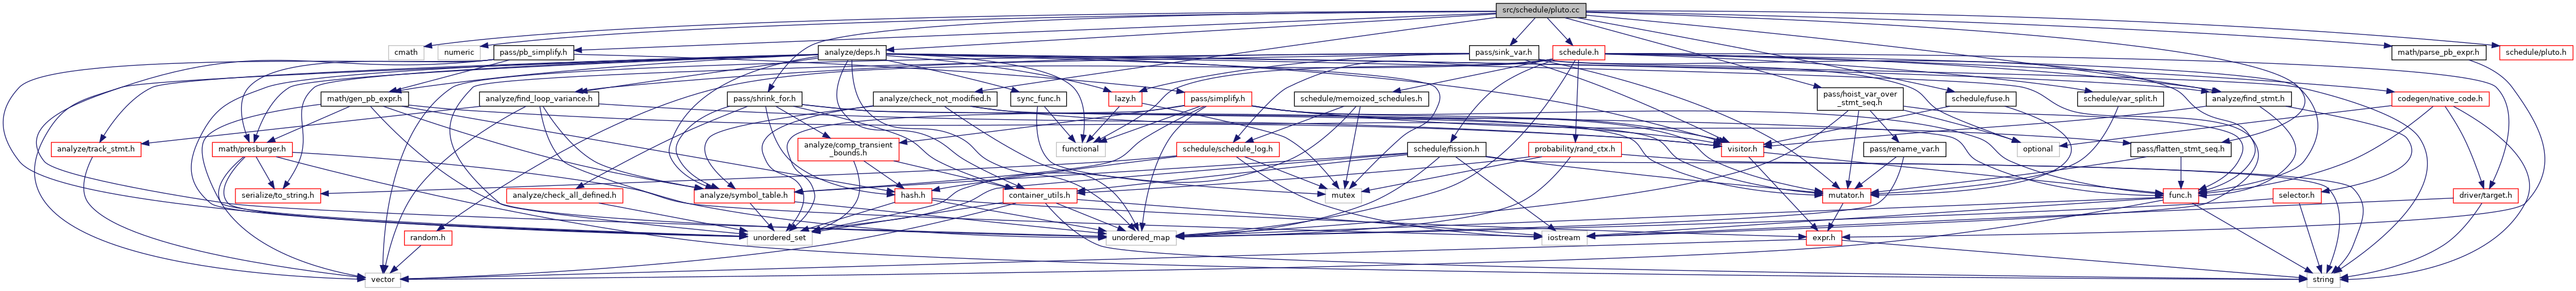 src/schedule/pluto.cc
cmath
numeric
pass/pb_simplify.h
analyze/deps.h
pass/sink_var.h
schedule.h
math/parse_pb_expr.h
schedule/pluto.h
math/gen_pb_expr.h
analyze/find_loop_variance.h
pass/shrink_for.h
analyze/check_not_modified.h
sync_func.h
lazy.h
pass/simplify.h
schedule/memoized_schedules.h
pass/hoist_var_over
_stmt_seq.h
schedule/fuse.h
schedule/var_split.h
analyze/find_stmt.h
codegen/native_code.h
analyze/track_stmt.h
math/presburger.h
analyze/comp_transient
_bounds.h
functional
schedule/schedule_log.h
schedule/fission.h
probability/rand_ctx.h
visitor.h
pass/rename_var.h
optional
pass/flatten_stmt_seq.h
serialize/to_string.h
analyze/check_all_defined.h
analyze/symbol_table.h
hash.h
container_utils.h
mutex
mutator.h
func.h
selector.h
driver/target.h
random.h
unordered_set
unordered_map
iostream
expr.h
vector
string